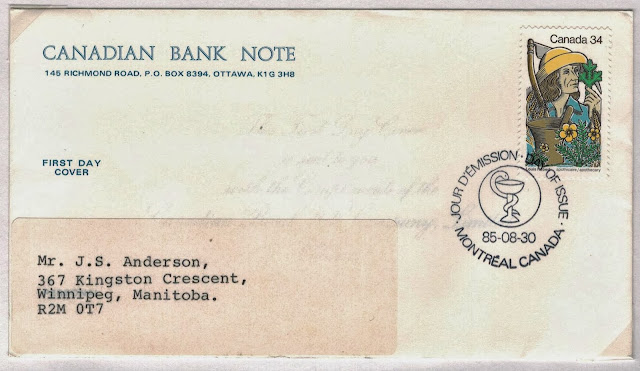 CANADIAN BANK NOTE
145 RICHMOND ROAD, P.O. BOX 8394, OTTAWA, K1G 3H8
Canada 34
FIRST DAY
COVER
JOUR D'ÉMISSION · DAY OF ISSUE ·
85-08-30
MONTRÉAL CANADA
Mr. J.S. Anderson,
367 Kingston Crescent,
Winnipeg, Manitoba.
R2M 0T7